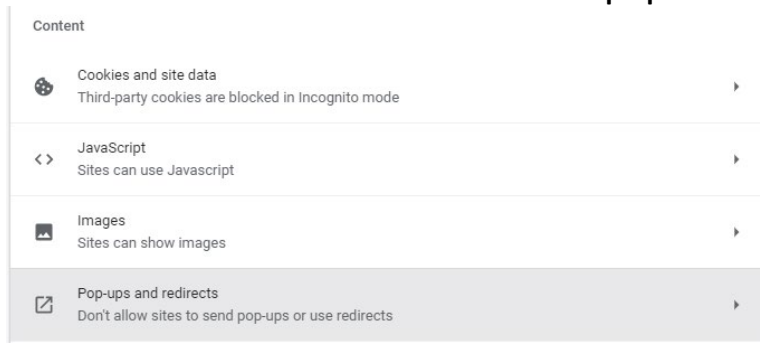 Content
Cookies and site data
Third-party cookies are blocked in Incognito mode
JavaScript
Sites can use Javascript
Images
Sites can show images
Pop-ups and redirects
Don't allow sites to send pop-ups or use redirects